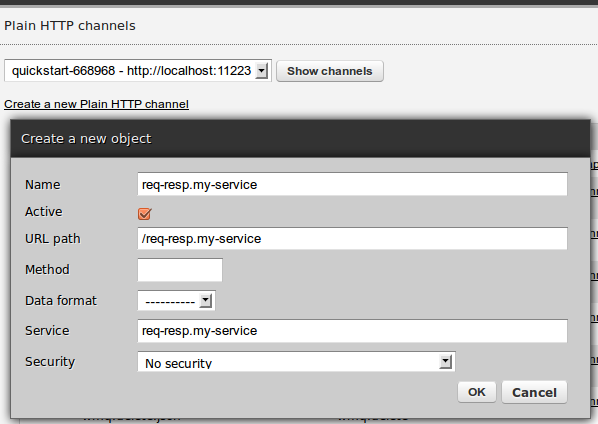 Plain HTTP channels
quickstart-668968 - http://localhost:11223 Show channels
Create a new Plain HTTP channel
Create a new object
Name req-resp.my-service
Active
URL path /req-resp.my-service
Method
Data format ----------
Service req-resp.my-service
Security No security
OK Cancel